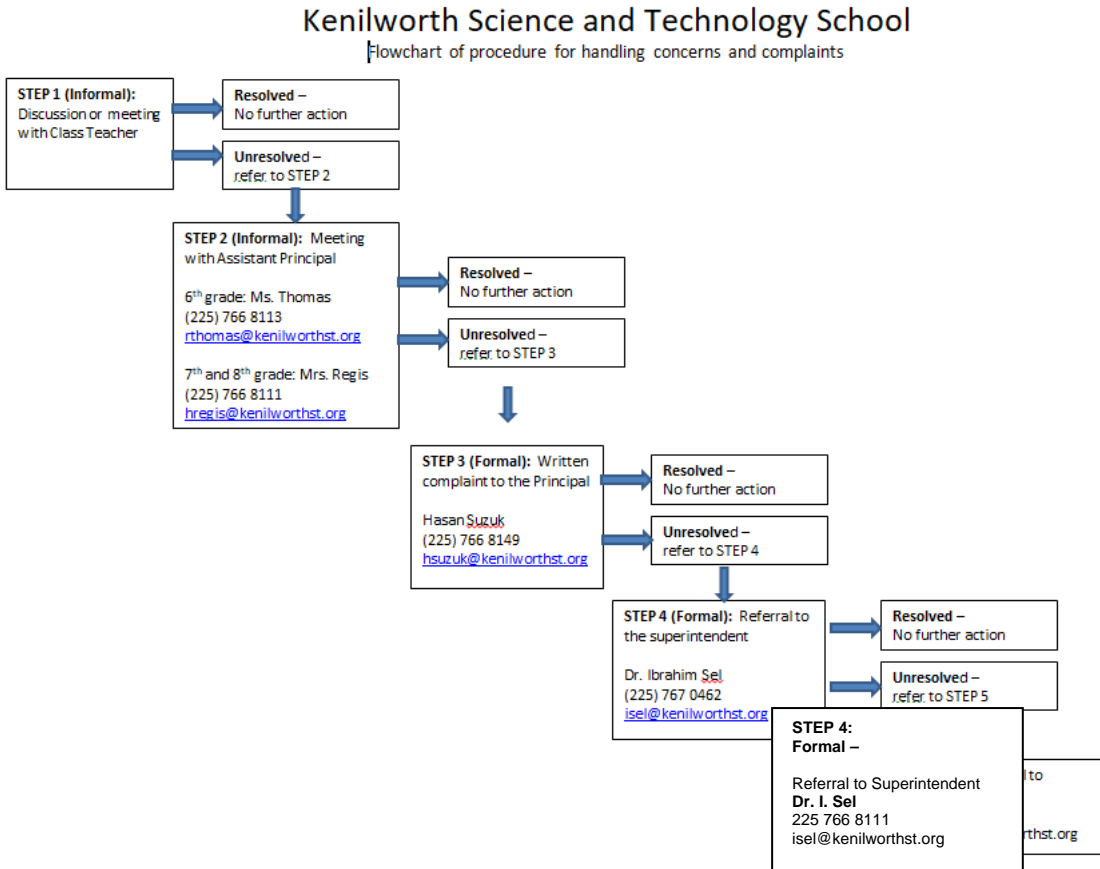 Kenilworth Science and Technology School
Flowchart of procedure for handling concerns and complaints
STEP 1 (Informal):
Discussion or meeting
with Class Teacher
Resolved –
No further action
Unresolved –
refer to STEP 2
STEP 2 (Informal): Meeting
with Assistant Principal
6th grade: Ms. Thomas
(225) 766 8113
rthomas@kenilworthst.org
7th and 8th grade: Mrs. Regis
(225) 766 8111
hregis@kenilworthst.org
Resolved –
No further action
Unresolved –
refer to STEP 3
STEP 3 (Formal): Written
complaint to the Principal
Hasan Suzuk
(225) 766 8149
hsuzuk@kenilworthst.org
Resolved –
No further action
Unresolved –
refer to STEP 4
STEP 4 (Formal): Referral to
the superintendent
Dr. Ibrahim Sel
(225) 767 0462
isel@kenilworthst.org
Resolved –
No further action
Unresolved –
refer to STEP 5
STEP 4:
Formal –
Referral to Superintendent
Dr. I. Sel
225 766 8111
isel@kenilworthst.org
to
rthst.org